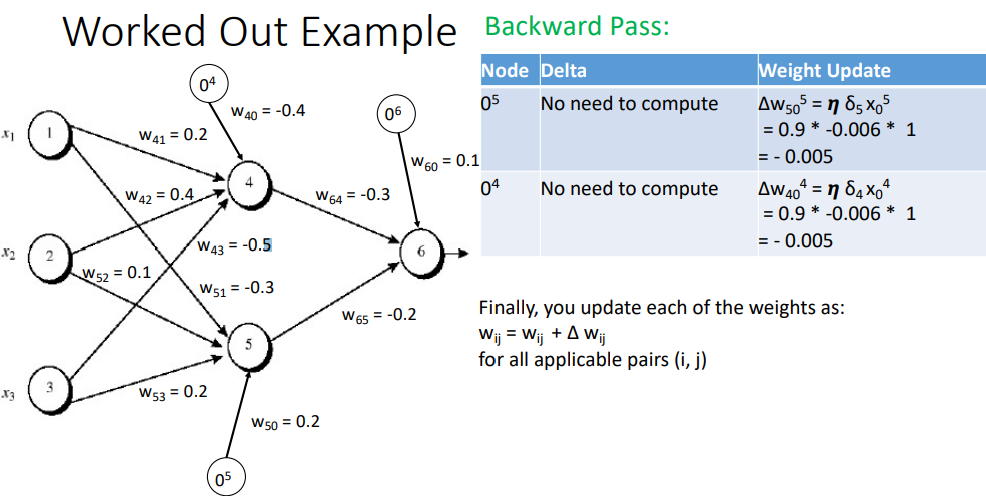 Worked Out Example
Backward Pass:
Node Delta Weight Update
0⁵ No need to compute Δw₅₀⁵ = η δ₅ x₀⁵
= 0.9 * -0.006 * 1
= - 0.005
0⁴ No need to compute Δw₄₀⁴ = η δ₄ x₀⁴
= 0.9 * -0.006 * 1
= - 0.005
Finally, you update each of the weights as:
wᵢⱼ = wᵢⱼ + Δ wᵢⱼ
for all applicable pairs (i, j)
0⁴
w₄₀ = -0.4
0⁶
x₁
1
w₄₁ = 0.2
w₆₀ = 0.1
4
w₄₂ = 0.4
w₆₄ = -0.3
x₂
2
w₄₃ = -0.5
6
w₅₂ = 0.1
w₅₁ = -0.3
w₆₅ = -0.2
5
x₃
3
w₅₃ = 0.2
w₅₀ = 0.2
0⁵